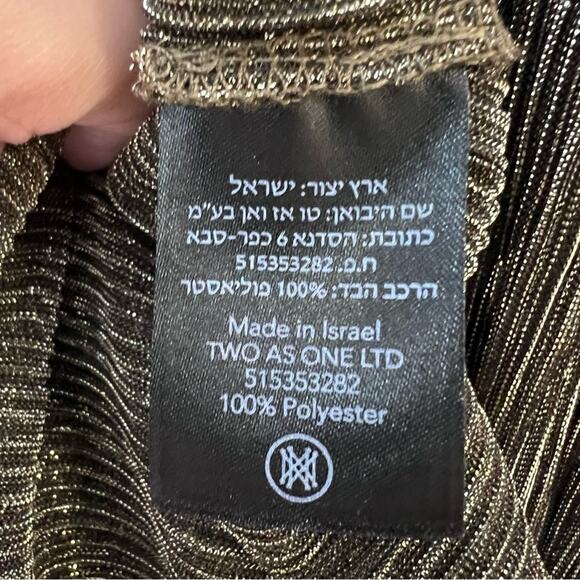 ארץ יצור: ישראל
שם היבואן: טו אז ואן בע"מ
כתובת: הסדנא 6 כפר-סבא
ח.פ. 515353282
הרכב הבד: 100% פוליאסטר
Made in Israel
TWO AS ONE LTD
515353282
100% Polyester